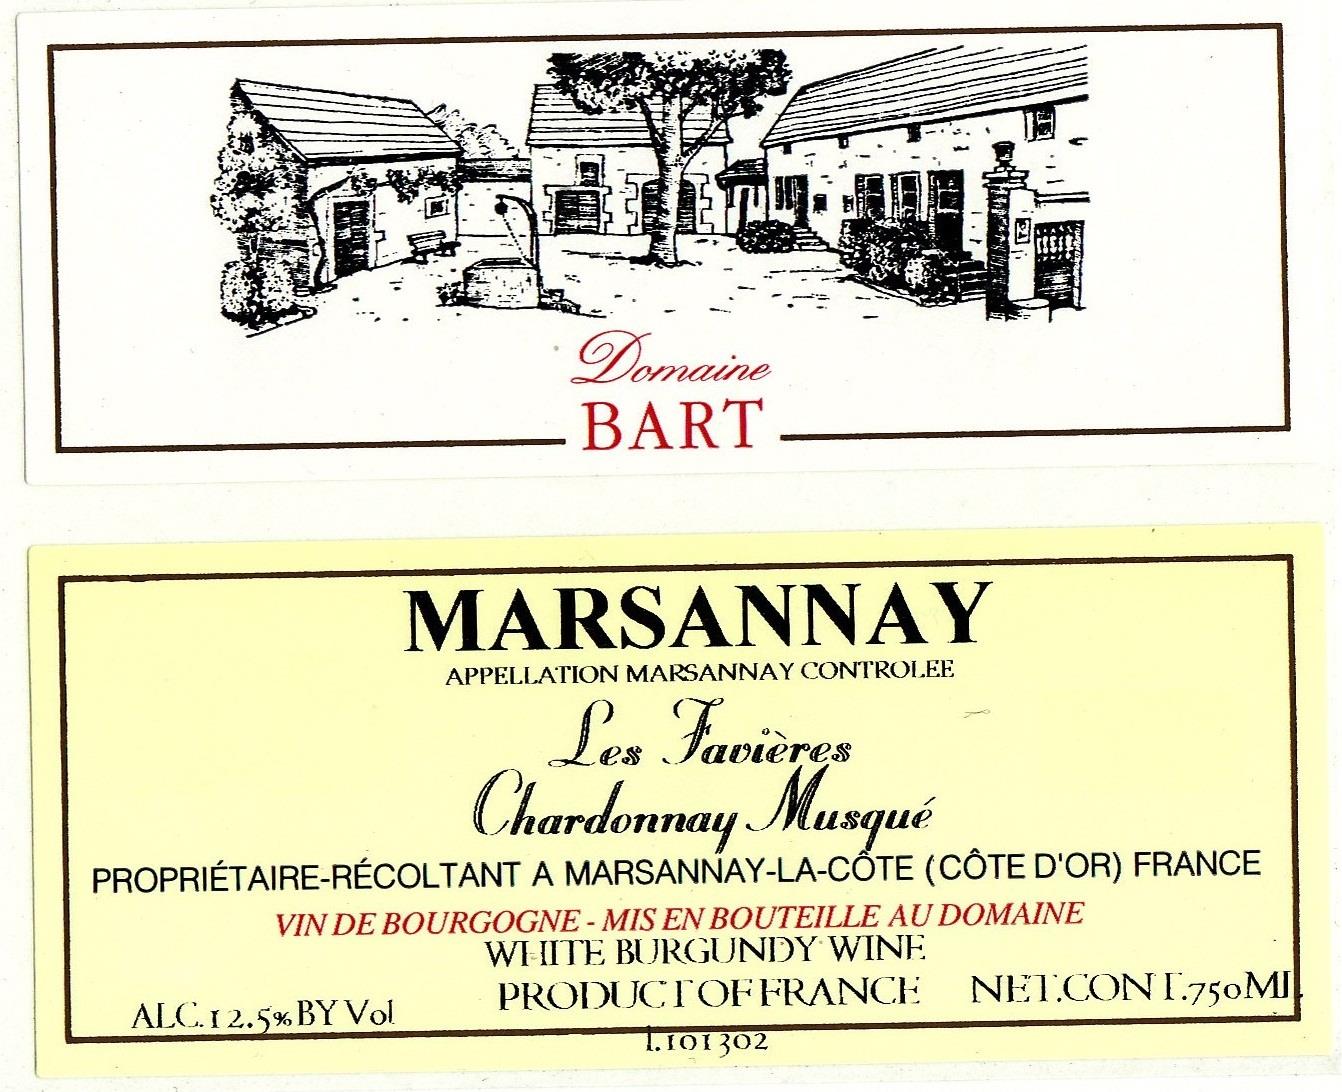 Domaine
BART
MARSANNAY
APPELLATION MARSANNAY CONTROLEE
Les Favières
Chardonnay Musqué
PROPRIÉTAIRE-RÉCOLTANT A MARSANNAY-LA-CÔTE (CÔTE D'OR) FRANCE
VIN DE BOURGOGNE - MIS EN BOUTEILLE AU DOMAINE
WHITE BURGUNDY WINE
ALC.12.5%BY Vol PRODUCT OF FRANCE NET.CONT.750ML.
L.101302